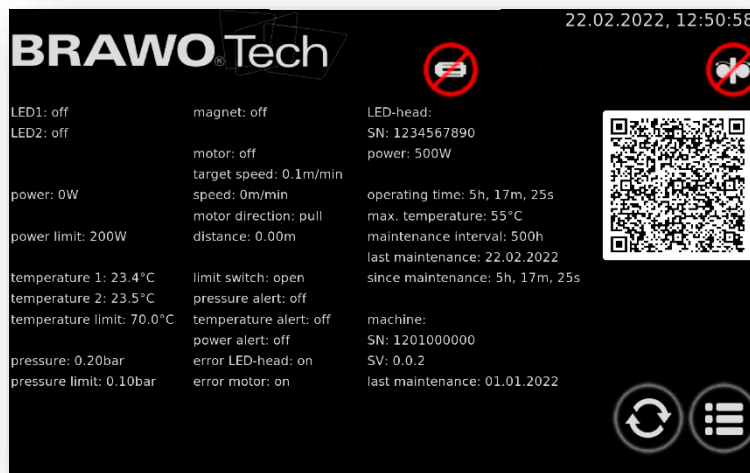 22.02.2022, 12:50:58
BRAWO® Tech
LED1: off
LED2: off
power: 0W
power limit: 200W
temperature 1: 23.4°C
temperature 2: 23.5°C
temperature limit: 70.0°C
pressure: 0.20bar
pressure limit: 0.10bar
magnet: off
motor: off
target speed: 0.1m/min
speed: 0m/min
motor direction: pull
distance: 0.00m
limit switch: open
pressure alert: off
temperature alert: off
power alert: off
error LED-head: on
error motor: on
LED-head:
SN: 1234567890
power: 500W
operating time: 5h, 17m, 25s
max. temperature: 55°C
maintenance interval: 500h
last maintenance: 22.02.2022
since maintenance: 5h, 17m, 25s
machine:
SN: 1201000000
SV: 0.0.2
last maintenance: 01.01.2022